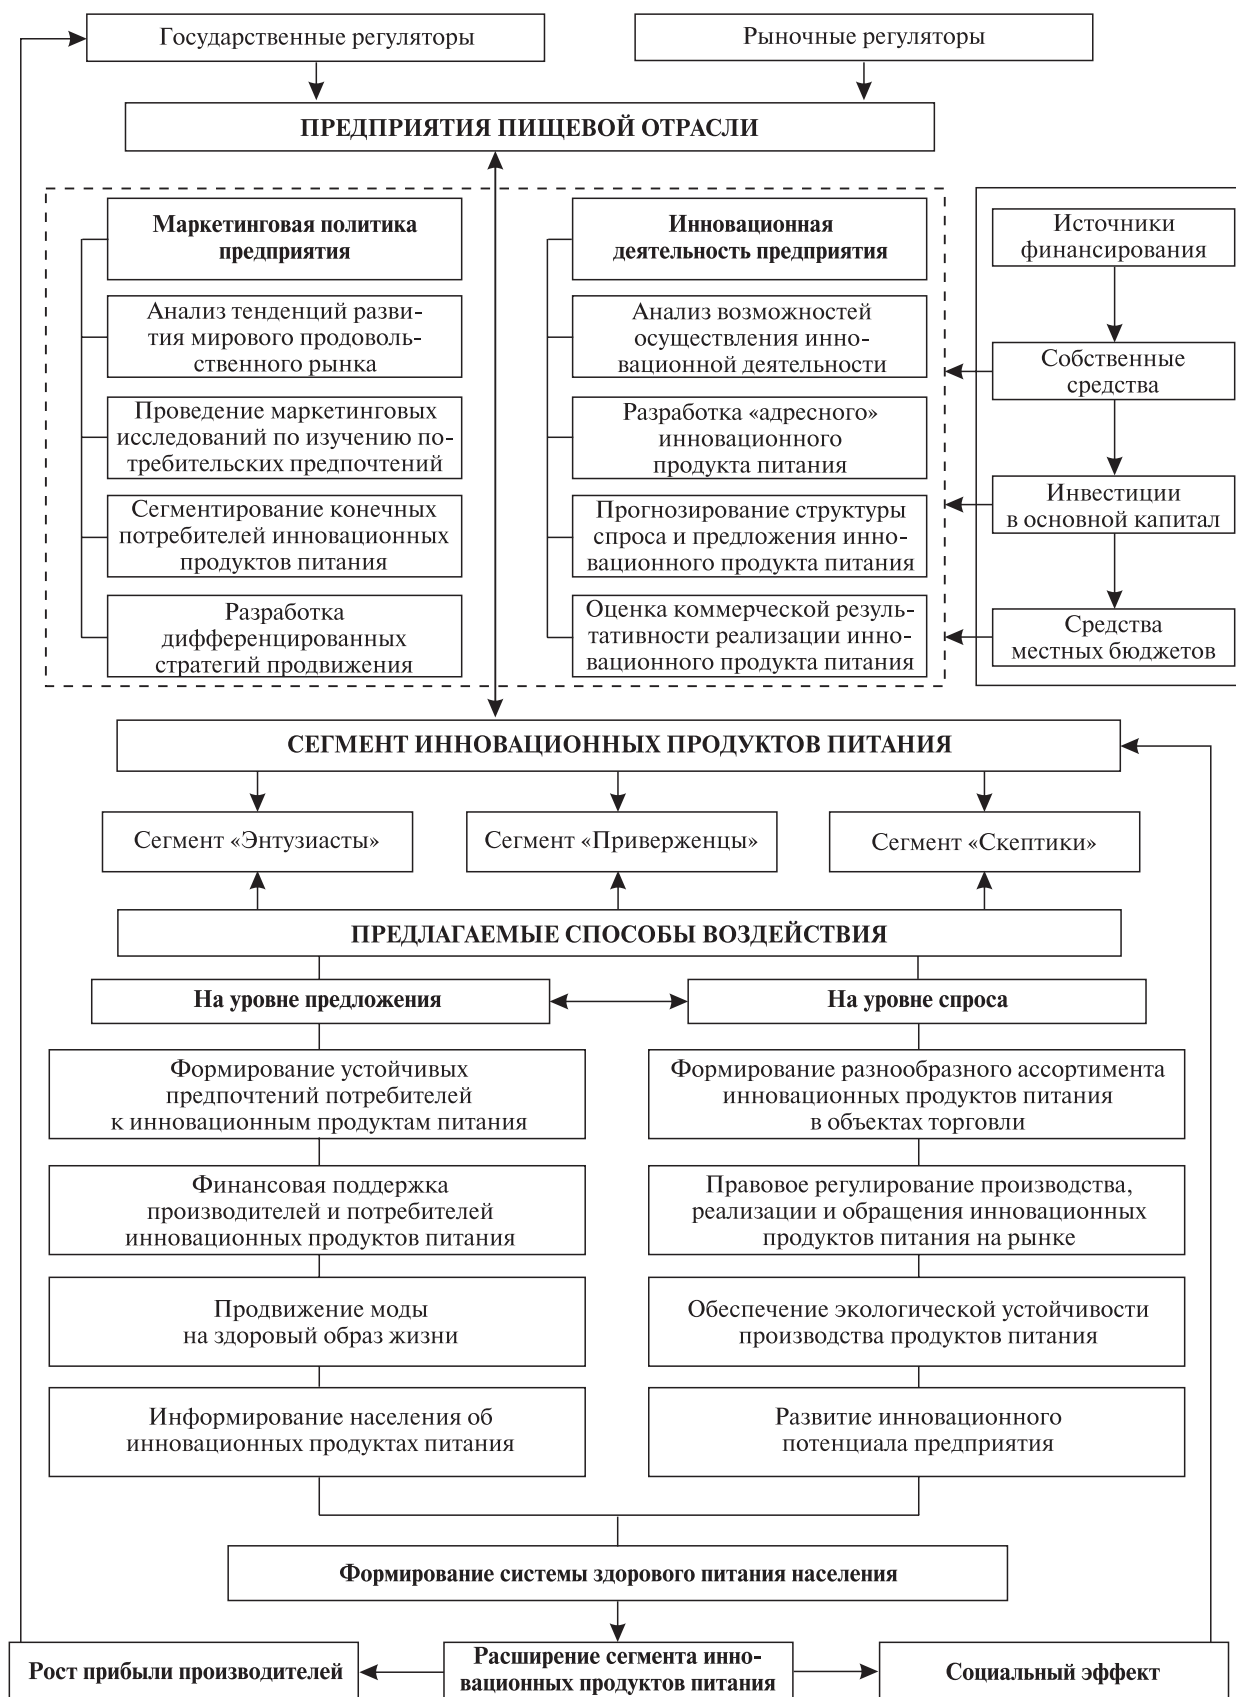 Государственные регуляторы
Рыночные регуляторы
ПРЕДПРИЯТИЯ ПИЩЕВОЙ ОТРАСЛИ
Маркетинговая политика
предприятия
Анализ тенденций разви-
тия мирового продоволь-
ственного рынка
Проведение маркетинговых
исследований по изучению по-
требительских предпочтений
Сегментирование конечных
потребителей инновационных
продуктов питания
Разработка
дифференцированных
стратегий продвижения
Инновационная
деятельность предприятия
Анализ возможностей
осуществления инно-
вационной деятельности
Разработка «адресного»
инновационного
продукта питания
Прогнозирование структуры
спроса и предложения инно-
вационного продукта питания
Оценка коммерческой резуль-
тативности реализации инно-
вационного продукта питания
Источники
финансирования
Собственные
средства
Инвестиции
в основной капитал
Средства
местных бюджетов
СЕГМЕНТ ИННОВАЦИОННЫХ ПРОДУКТОВ ПИТАНИЯ
Сегмент «Энтузиасты»
Сегмент «Приверженцы»
Сегмент «Скептики»
ПРЕДЛАГАЕМЫЕ СПОСОБЫ ВОЗДЕЙСТВИЯ
На уровне предложения
Формирование устойчивых
предпочтений потребителей
к инновационным продуктам питания
Финансовая поддержка
производителей и потребителей
инновационных продуктов питания
Продвижение моды
на здоровый образ жизни
Информирование населения об
инновационных продуктах питания
На уровне спроса
Формирование разнообразного ассортимента
инновационных продуктов питания
в объектах торговли
Правовое регулирование производства,
реализации и обращения инновационных
продуктов питания на рынке
Обеспечение экологической устойчивости
производства продуктов питания
Развитие инновационного
потенциала предприятия
Формирование системы здорового питания населения
Рост прибыли производителей
Расширение сегмента инно-
вационных продуктов питания
Социальный эффект